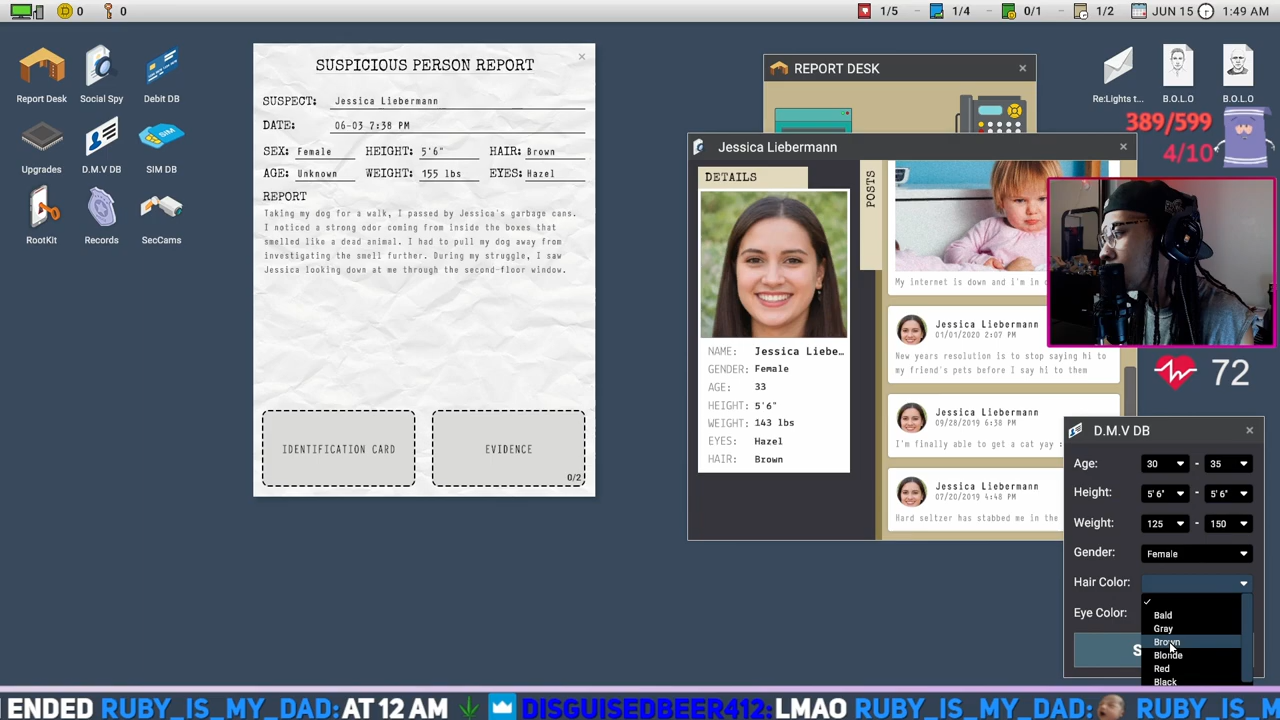 0
0
1/5
1/4
0/1
1/2
JUN 15
1:49 AM
Report Desk
Social Spy
Debit DB
Upgrades
D.M.V DB
SIM DB
RootKit
Records
SecCams
SUSPICIOUS PERSON REPORT
SUSPECT: Jessica Liebermann
DATE: 06-03 7:38 PM
SEX: Female HEIGHT: 5'6" HAIR: Brown
AGE: Unknown WEIGHT: 155 lbs EYES: Hazel
REPORT
Taking my dog for a walk, I passed by Jessica's garbage cans.
I noticed a strong odor coming from inside the boxes that
smelled like a dead animal. I had to pull my dog away from
investigating the smell further. During my struggle, I saw
Jessica looking down at me through the second-floor window.
IDENTIFICATION CARD
EVIDENCE
0/2
REPORT DESK
Jessica Liebermann
DETAILS
NAME: Jessica Liebe…
GENDER: Female
AGE: 33
HEIGHT: 5'6"
WEIGHT: 143 lbs
EYES: Hazel
HAIR: Brown
POSTS
My internet is down and i'm in
Jessica Liebermann
01/01/2020 2:07 PM
New years resolution is to stop saying hi to
my friend's pets before I say hi to them
Jessica Liebermann
09/28/2019 6:38 PM
I'm finally able to get a cat yay :
Jessica Liebermann
07/20/2019 4:48 PM
Hard seltzer has stabbed me in the
Re:Lights t...
B.O.L.O
B.O.L.O
389/599
4/10
72
D.M.V DB
Age: 30 - 35
Height: 5' 6" - 5' 6"
Weight: 125 - 150
Gender: Female
Hair Color:
Eye Color:
Bald
Gray
Brown
Blonde
Red
Black
S
ENDED RUBY_IS_MY_DAD: AT 12 AM DISGUISEDBEER412: LMAO RUBY_IS_MY_DAD: RUBY_IS_M